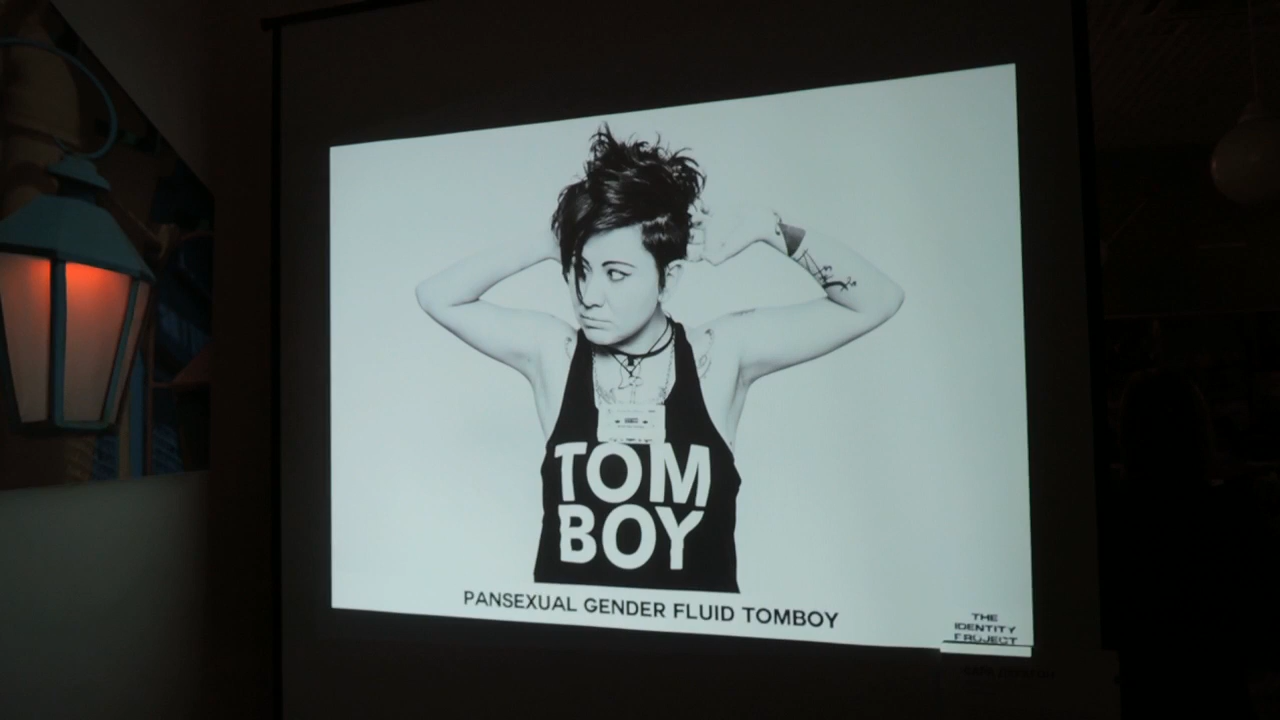 TOM
BOY
PANSEXUAL GENDER FLUID TOMBOY
THE
IDENTITY
PROJECT